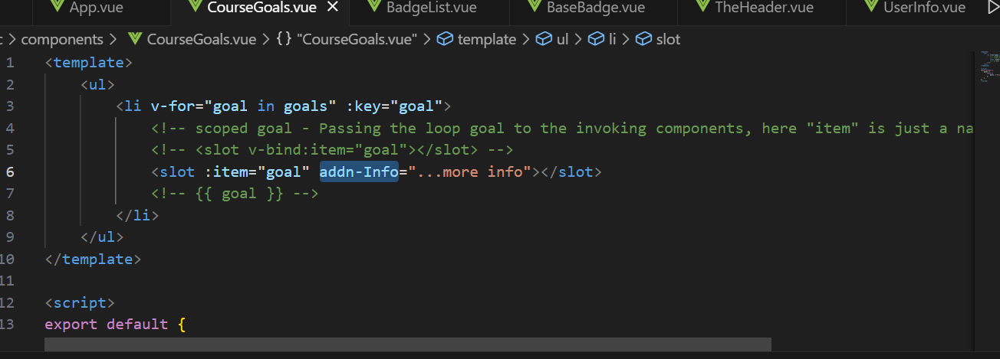 App.vue CourseGoals.vue BadgeList.vue BaseBadge.vue TheHeader.vue UserInfo.vue
components > CourseGoals.vue > {} "CourseGoals.vue" > template > ul > li > slot
1 <template>
2 <ul>
3 <li v-for="goal in goals" :key="goal">
4 <!-- scoped goal - Passing the loop goal to the invoking components, here "item" is just a na
5 <!-- <slot v-bind:item="goal"></slot> -->
6 <slot :item="goal" addn-Info="...more info"></slot>
7 <!-- {{ goal }} -->
8 </li>
9 </ul>
10 </template>
11
12 <script>
13 export default {